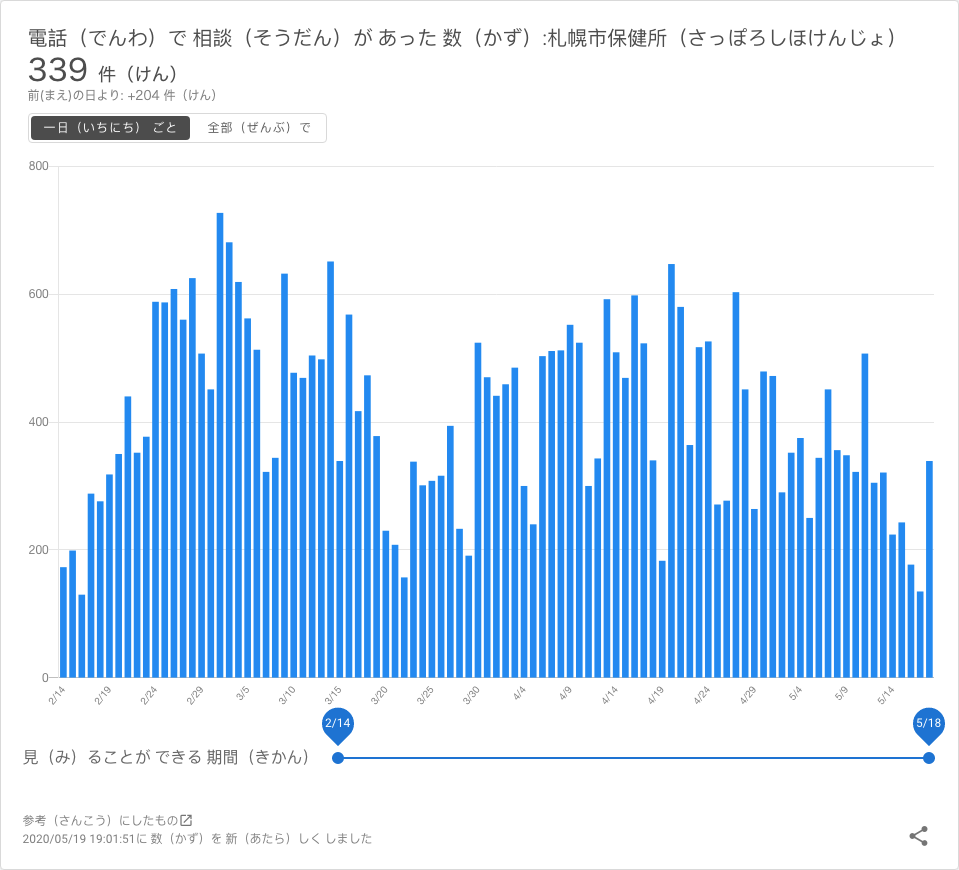 電話（でんわ）で 相談（そうだん）が あった 数（かず）:札幌市保健所（さっぽろしほけんじょ）
339 件（けん）
前(まえ)の日より: +204 件（けん）
一日（いちにち） ごと 全部（ぜんぶ）で
800
600
400
200
0
2/14 2/19 2/24 2/29 3/5 3/10 3/15 3/20 3/25 3/30 4/4 4/9 4/14 4/19 4/24 4/29 5/4 5/9 5/14
2/14 5/18
見（み）ることが できる 期間（きかん）
参考（さんこう）にしたもの
2020/05/19 19:01:51に 数（かず）を 新（あたら）しく しました